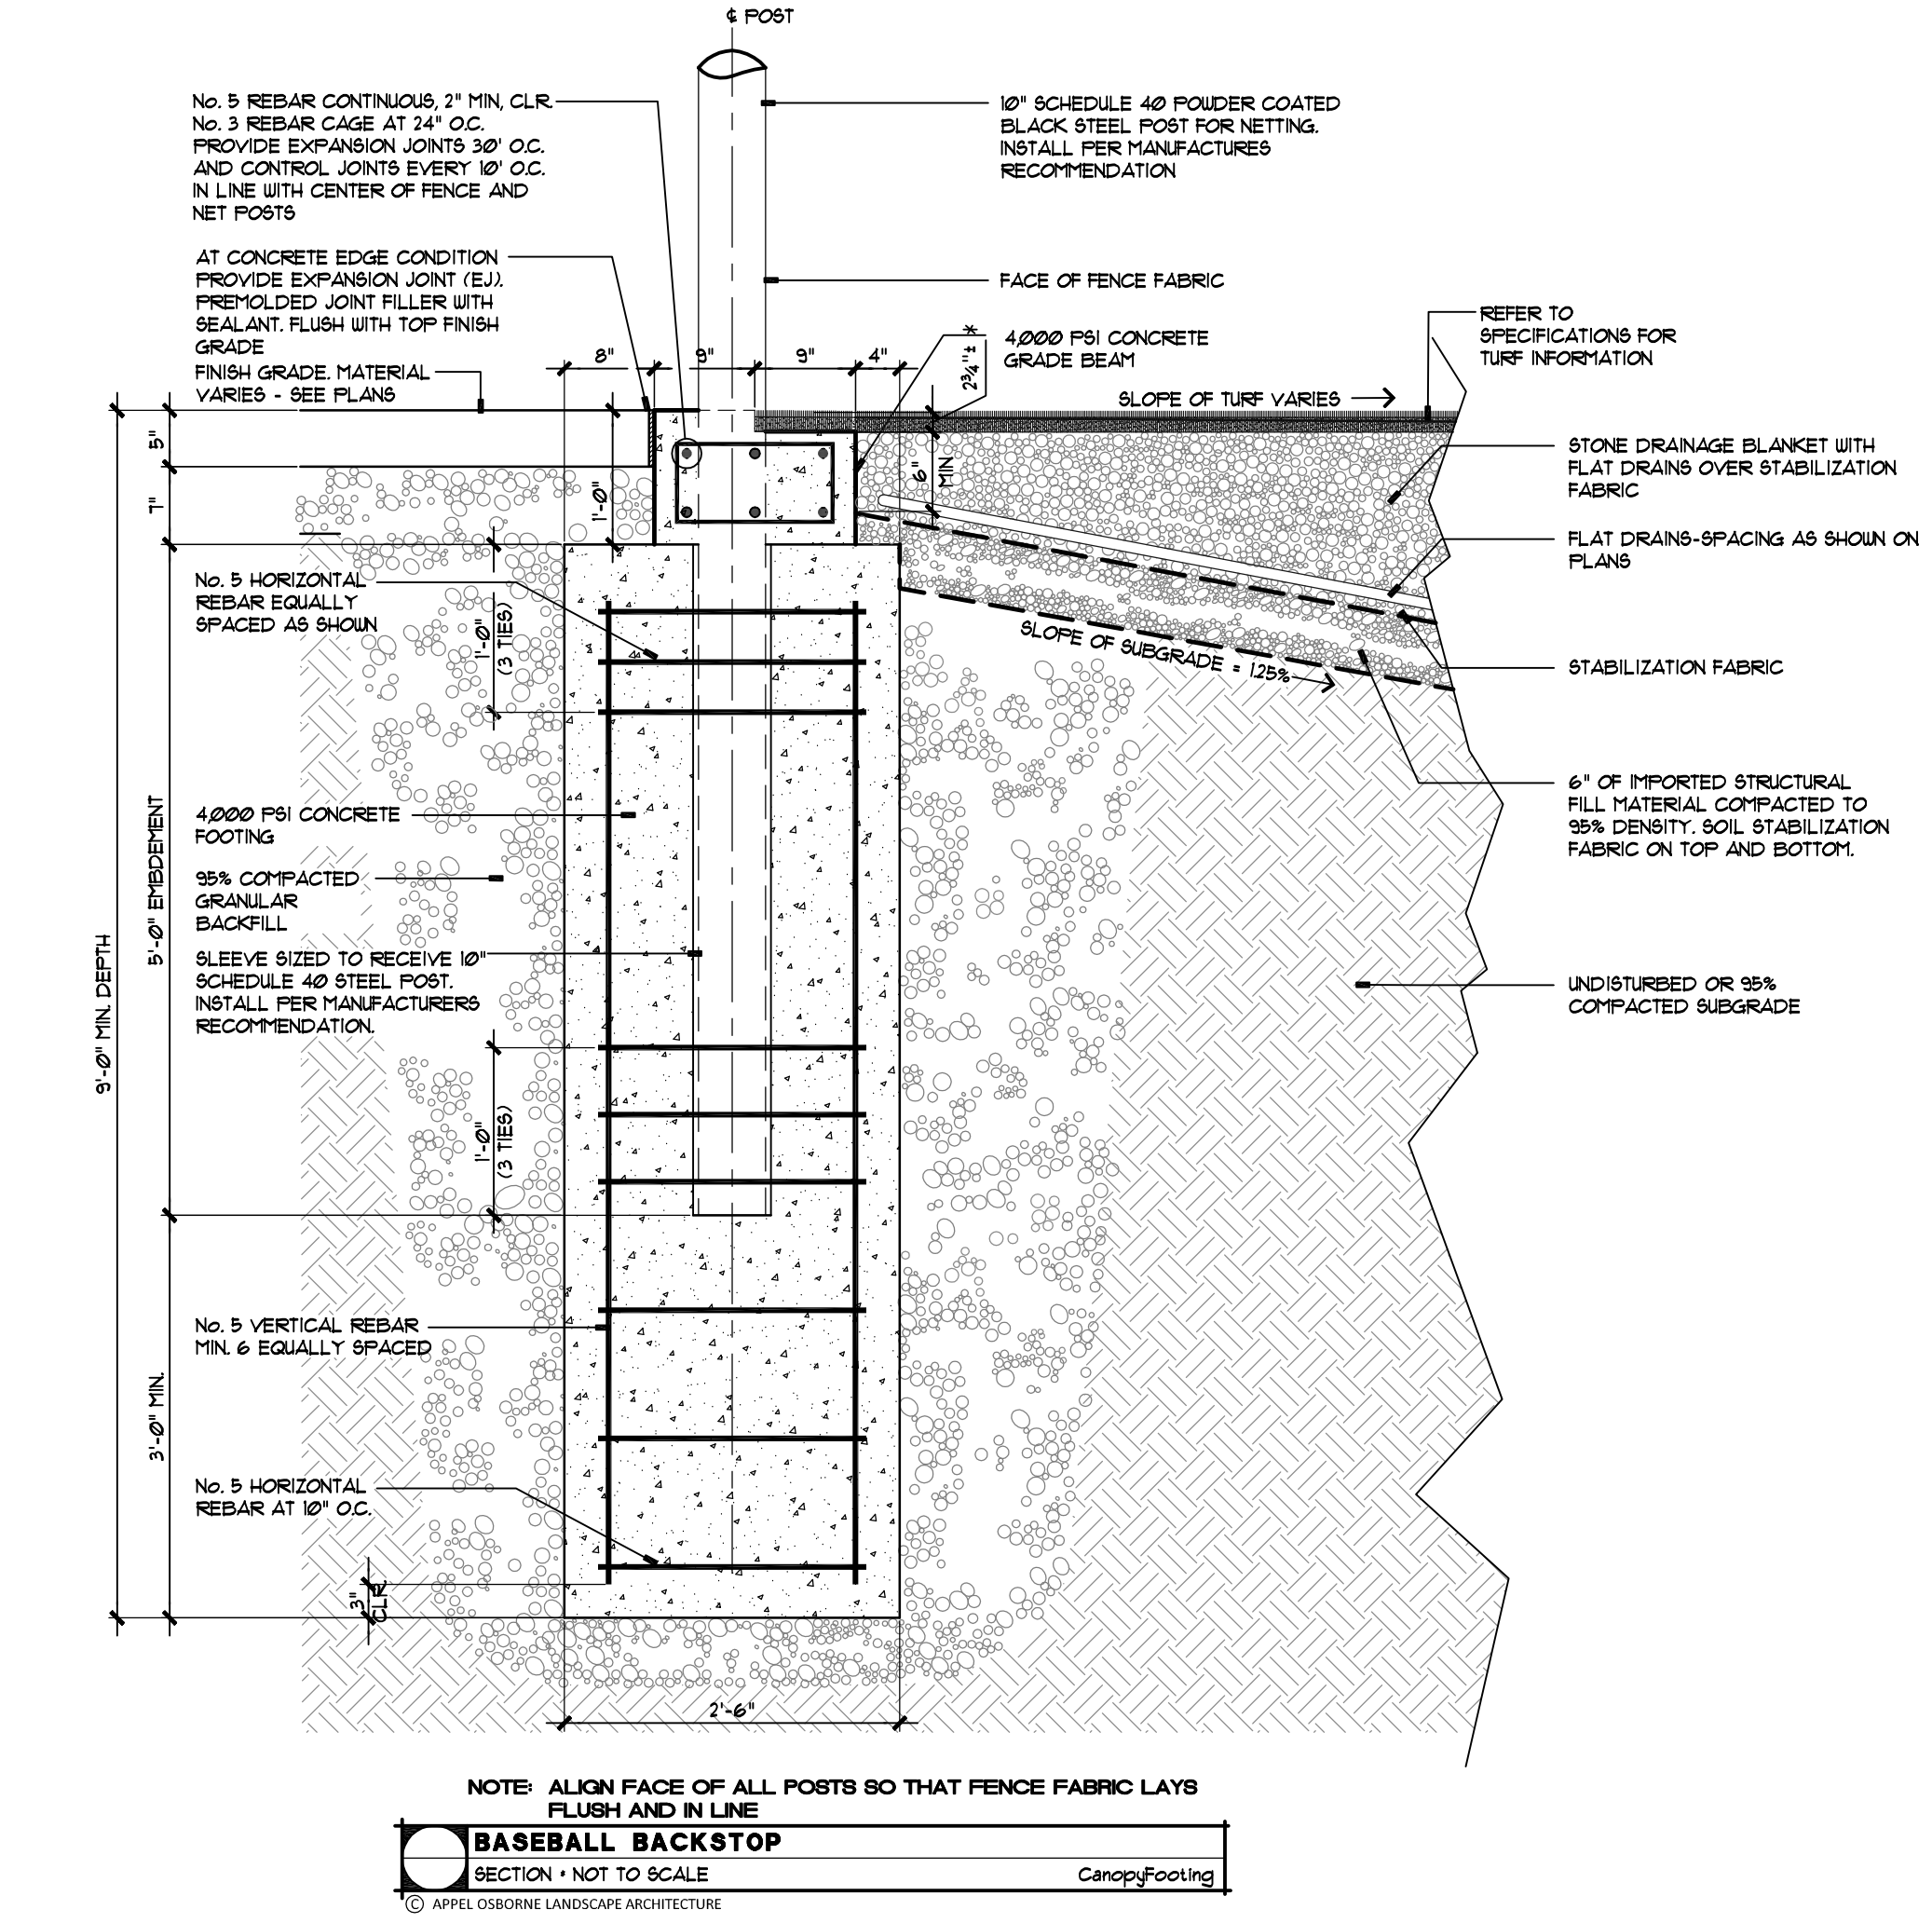 ℄ POST
No. 5 REBAR CONTINUOUS, 2" MIN, CLR.
No. 3 REBAR CAGE AT 24" O.C.
PROVIDE EXPANSION JOINTS 30' O.C.
AND CONTROL JOINTS EVERY 10' O.C.
IN LINE WITH CENTER OF FENCE AND
NET POSTS
10" SCHEDULE 40 POWDER COATED
BLACK STEEL POST FOR NETTING.
INSTALL PER MANUFACTURES
RECOMMENDATION
AT CONCRETE EDGE CONDITION
PROVIDE EXPANSION JOINT (EJ).
PREMOLDED JOINT FILLER WITH
SEALANT. FLUSH WITH TOP FINISH
GRADE
FACE OF FENCE FABRIC
4,000 PSI CONCRETE
GRADE BEAM
REFER TO
SPECIFICATIONS FOR
TURF INFORMATION
FINISH GRADE. MATERIAL
VARIES - SEE PLANS
8"
9"
9"
4"
2¾"± *
SLOPE OF TURF VARIES
5"
7"
1'-0"
6"
MIN
STONE DRAINAGE BLANKET WITH
FLAT DRAINS OVER STABILIZATION
FABRIC
FLAT DRAINS-SPACING AS SHOWN ON
PLANS
No. 5 HORIZONTAL
REBAR EQUALLY
SPACED AS SHOWN
1'-0"
(3 TIES)
SLOPE OF SUBGRADE = 1.25%
STABILIZATION FABRIC
6" OF IMPORTED STRUCTURAL
FILL MATERIAL COMPACTED TO
95% DENSITY. SOIL STABILIZATION
FABRIC ON TOP AND BOTTOM.
4,000 PSI CONCRETE
FOOTING
95% COMPACTED
GRANULAR
BACKFILL
5'-0" EMBDEMENT
9'-0" MIN. DEPTH
SLEEVE SIZED TO RECEIVE 10"
SCHEDULE 40 STEEL POST.
INSTALL PER MANUFACTURERS
RECOMMENDATION.
UNDISTURBED OR 95%
COMPACTED SUBGRADE
1'-0"
(3 TIES)
No. 5 VERTICAL REBAR
MIN. 6 EQUALLY SPACED
3'-0" MIN.
No. 5 HORIZONTAL
REBAR AT 10" O.C.
3"
CLR.
2'-6"
NOTE: ALIGN FACE OF ALL POSTS SO THAT FENCE FABRIC LAYS
FLUSH AND IN LINE
BASEBALL BACKSTOP
SECTION • NOT TO SCALE
CanopyFooting
© APPEL OSBORNE LANDSCAPE ARCHITECTURE